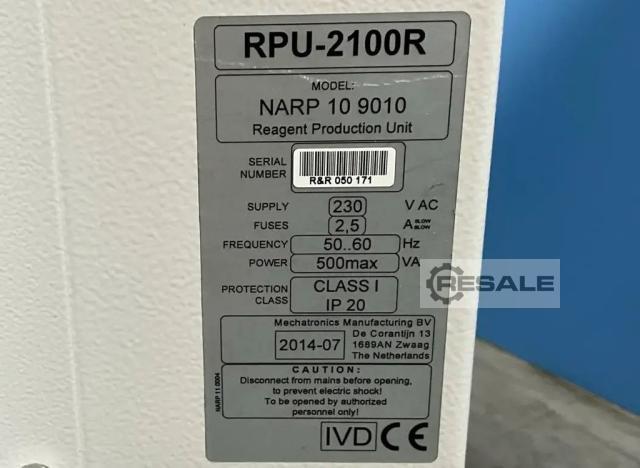 RPU-2100R
MODEL:
NARP 10 9010
Reagent Production Unit
SERIAL
NUMBER
R&R 050 171
SUPPLY 230 V AC
FUSES 2,5 A SLOW BLOW
FREQUENCY 50..60 Hz
POWER 500max VA
PROTECTION
CLASS
CLASS I
IP 20
Mechatronics Manufacturing BV
De Corantijn 13
2014-07 1689AN Zwaag
The Netherlands
CAUTION:
Disconnect from mains before opening,
to prevent electric shock!
To be opened by authorized
personnel only!
NARP 11 0004
IVD CE
RESALE